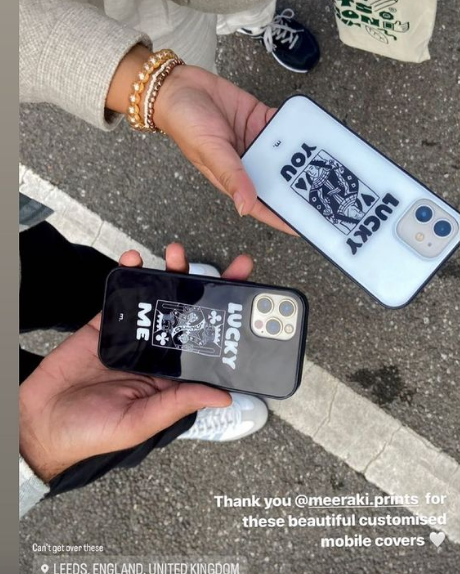 LUCKY
YOU
m.
LUCKY
ME
m.
Thank you @meeraki.prints for
these beautiful customised
mobile covers 🤍
Can't get over these
LEEDS, ENGLAND, UNITED KINGDOM